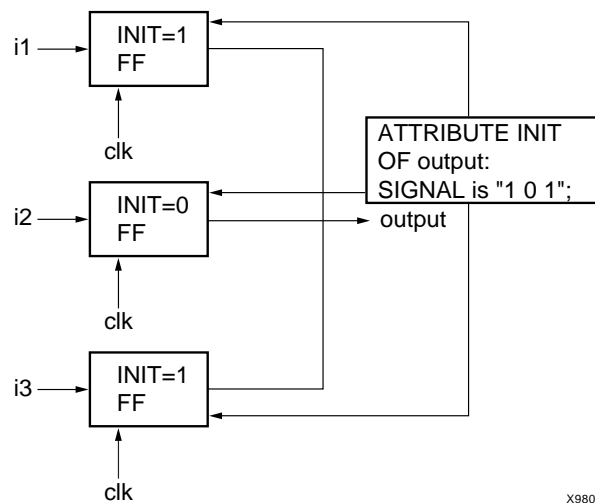 i1
INIT=1
FF
clk
ATTRIBUTE INIT
OF output:
SIGNAL is "1 0 1";
i2
INIT=0
FF
output
clk
i3
INIT=1
FF
clk
X980